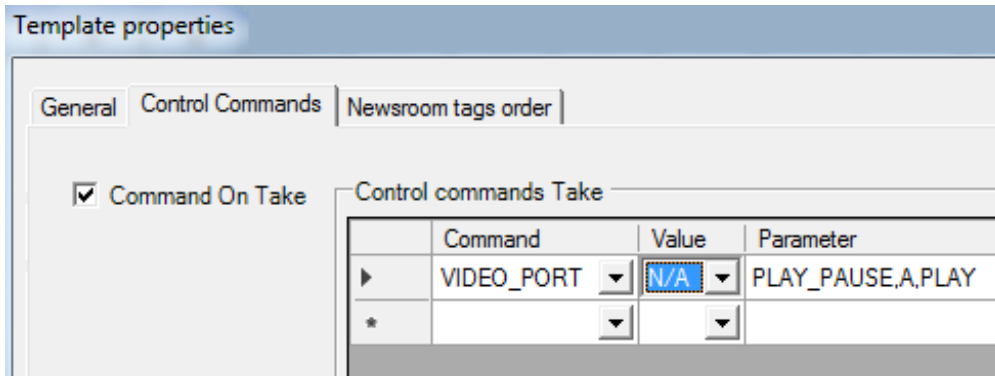 Template properties
General Control Commands Newsroom tags order
Command On Take Control commands Take
Command Value Parameter
VIDEO_PORT N/A PLAY_PAUSE,A,PLAY
*